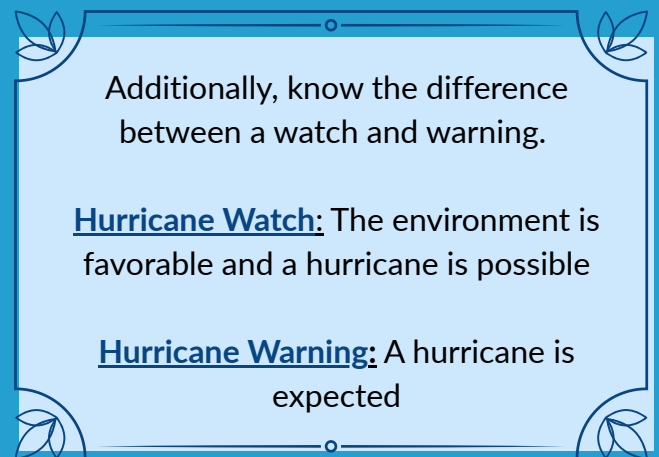 Additionally, know the difference
between a watch and warning.
Hurricane Watch: The environment is
favorable and a hurricane is possible
Hurricane Warning: A hurricane is
expected